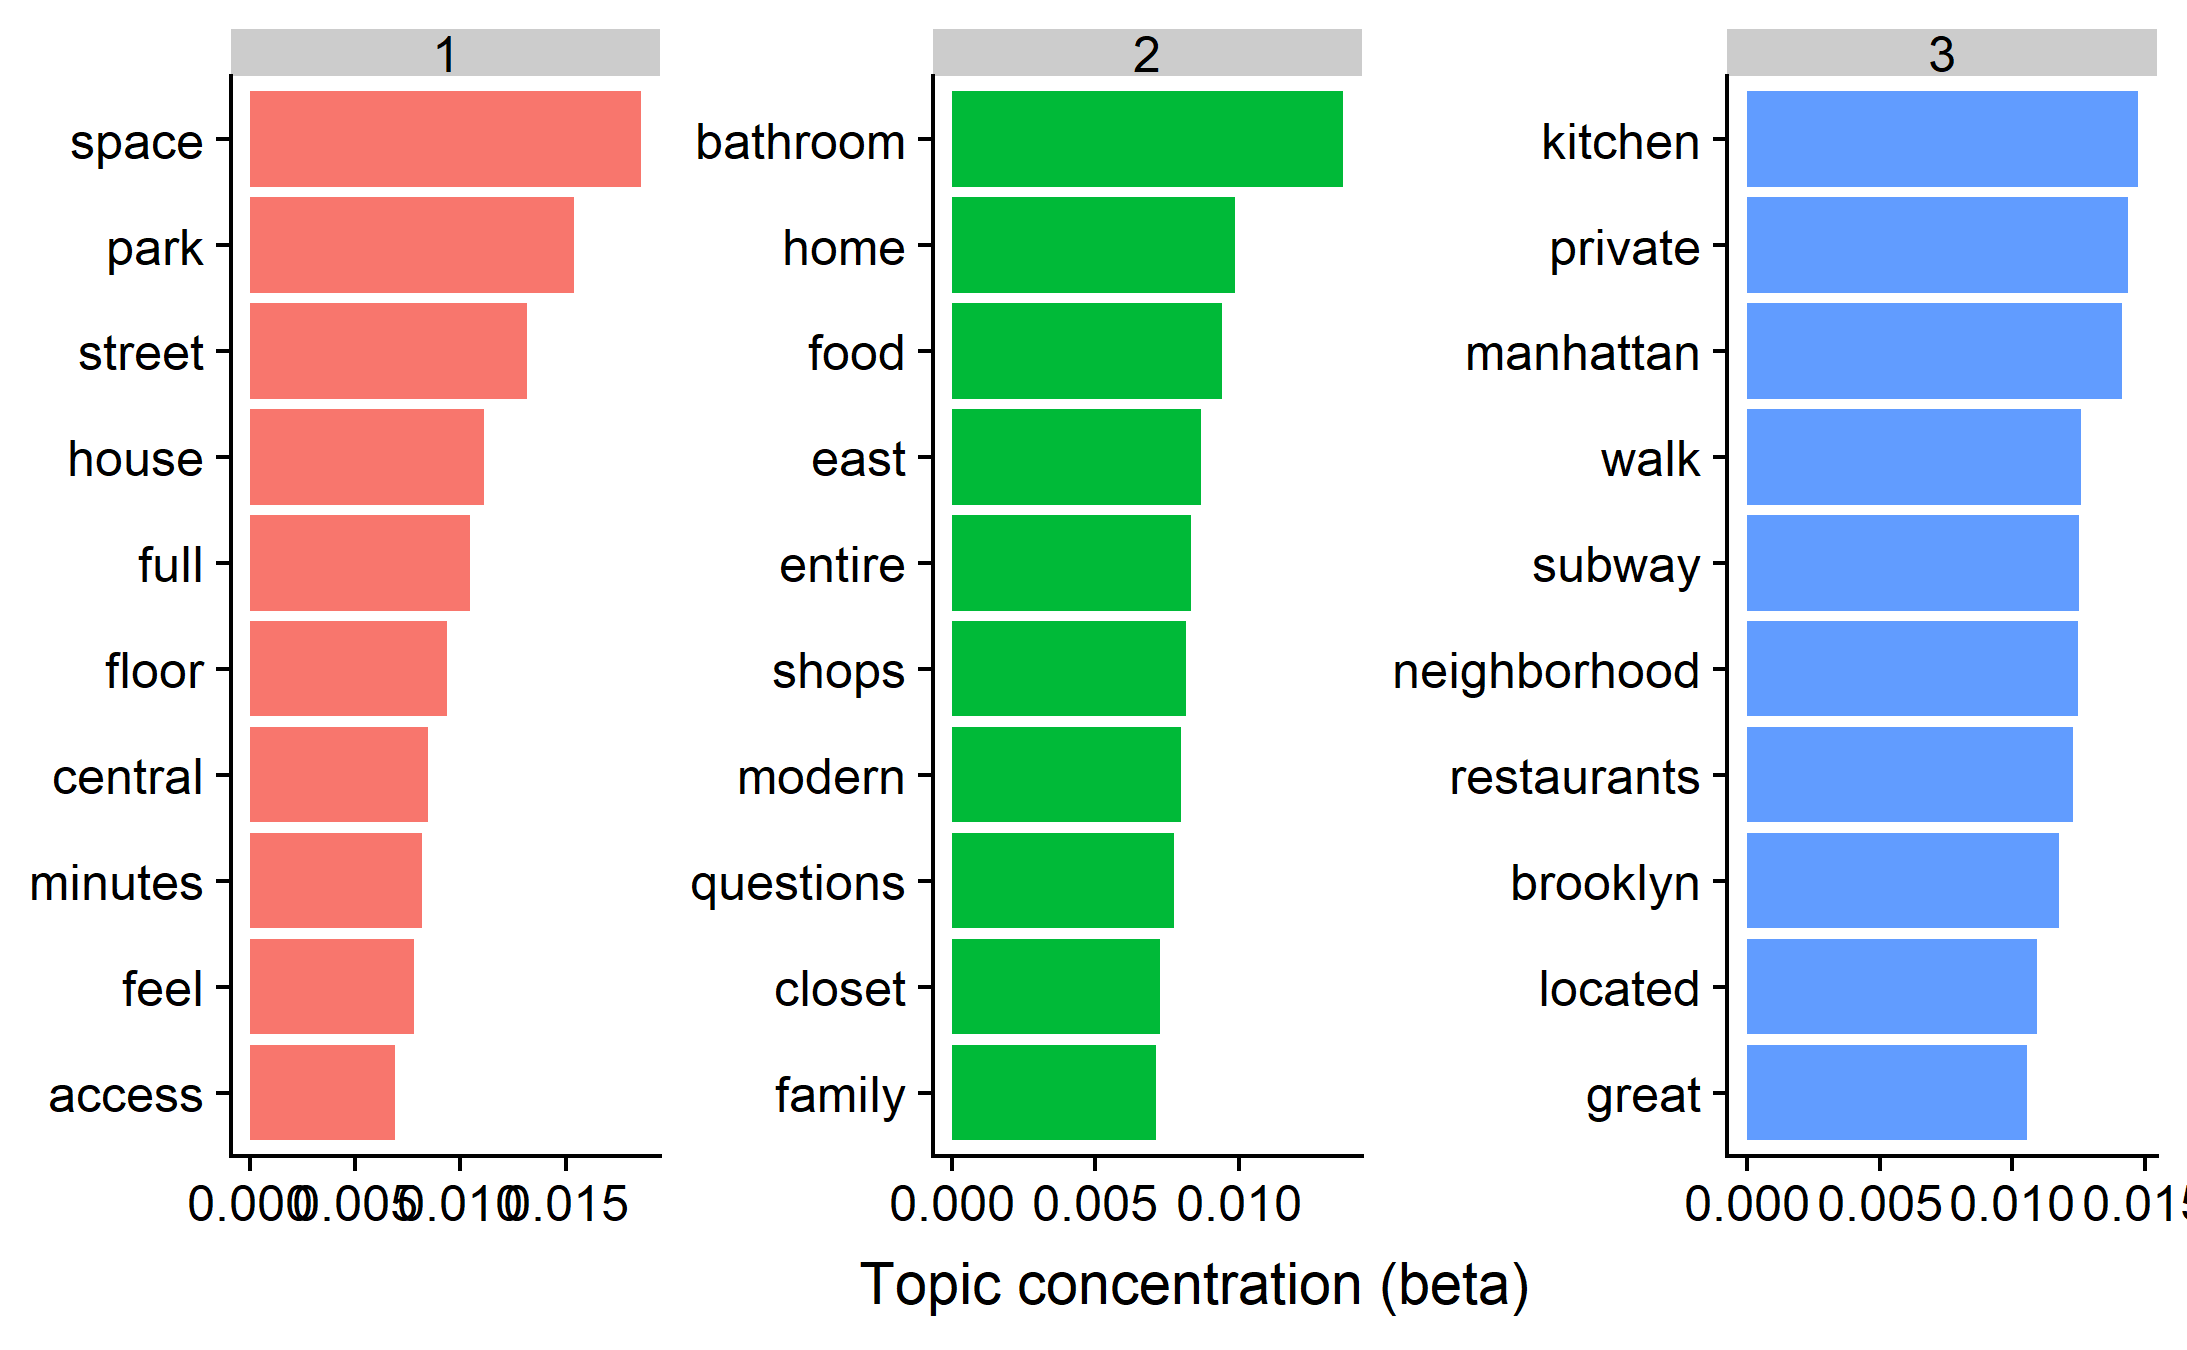 1
2
3
space
park
street
house
full
floor
central
minutes
feel
access
bathroom
home
food
east
entire
shops
modern
questions
closet
family
kitchen
private
manhattan
walk
subway
neighborhood
restaurants
brooklyn
located
great
0.000 0.005 0.010 0.015
0.000 0.005 0.010
0.000 0.005 0.010 0.015
Topic concentration (beta)